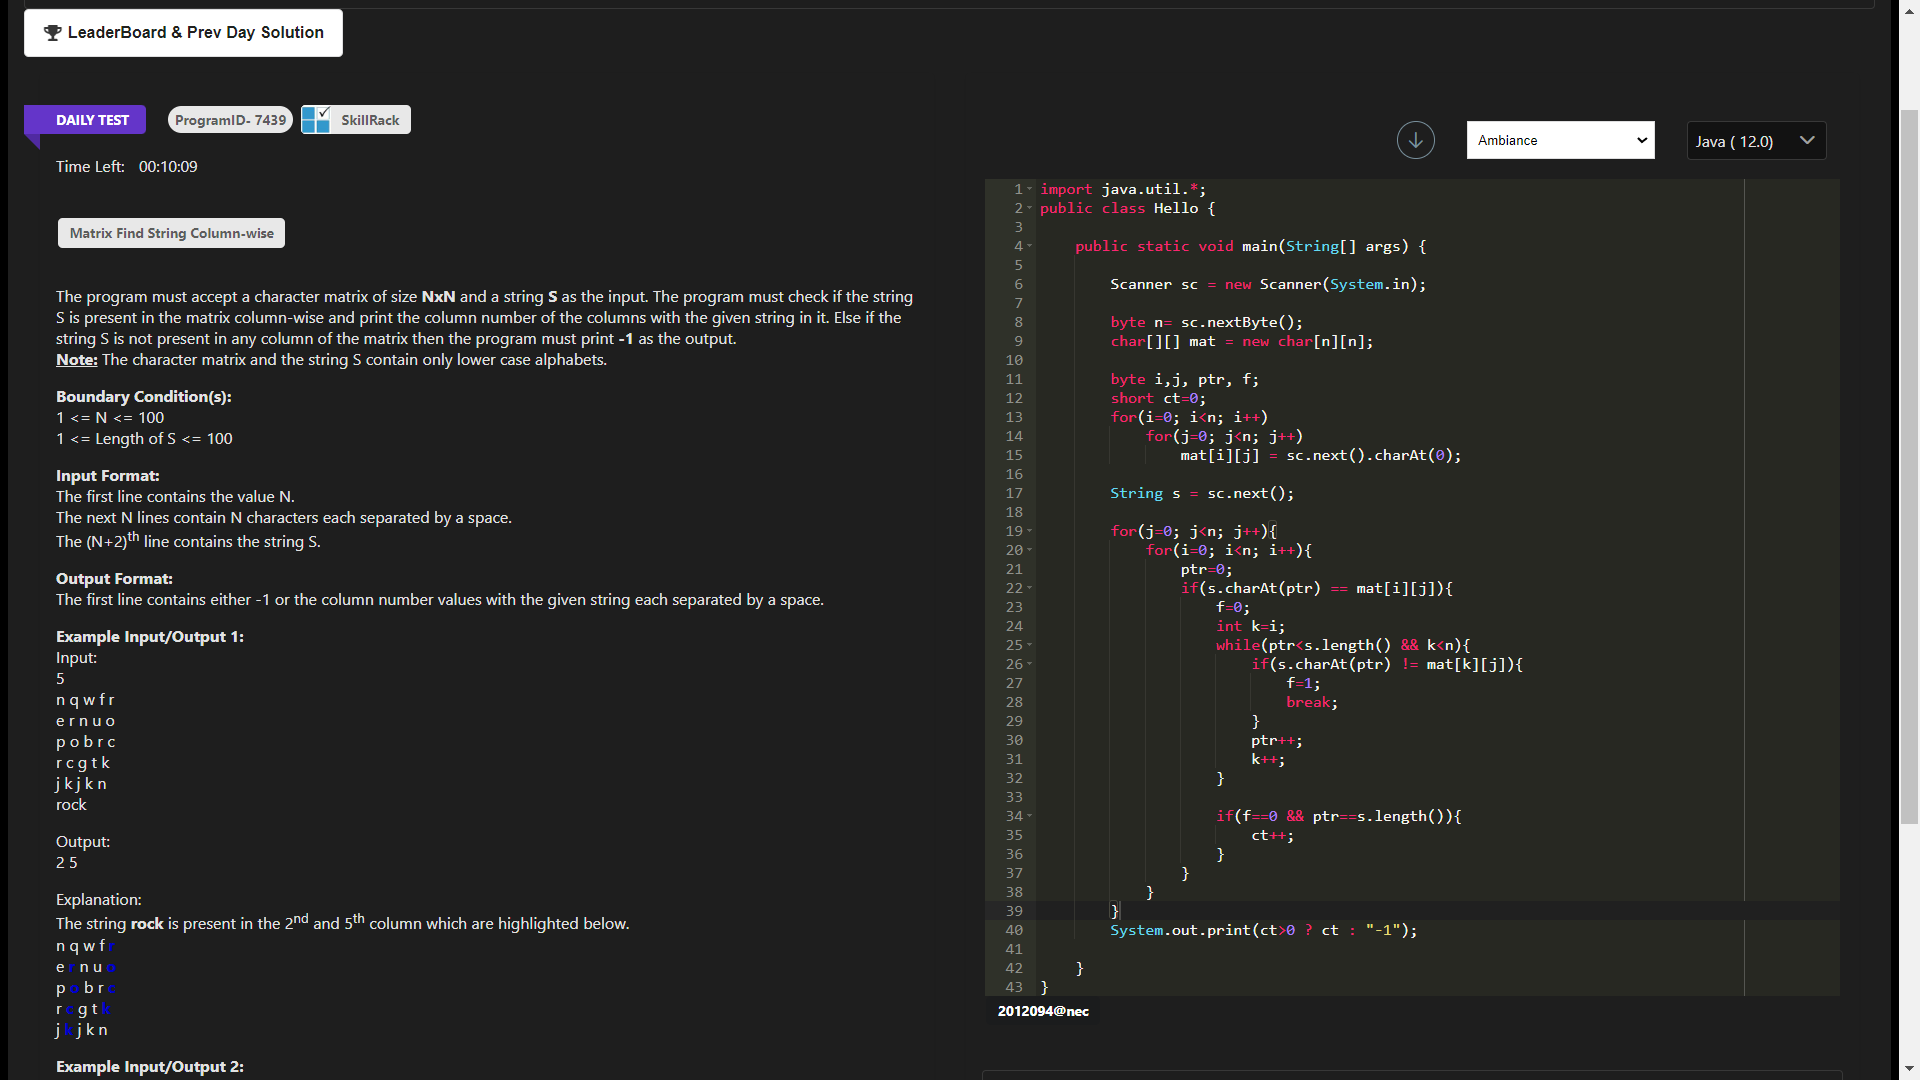 LeaderBoard & Prev Day Solution
DAILY TEST
ProgramID- 7439
SkillRack
Time Left: 00:10:09
Matrix Find String Column-wise
The program must accept a character matrix of size NxN and a string S as the input. The program must check if the string
S is present in the matrix column-wise and print the column number of the columns with the given string in it. Else if the
string S is not present in any column of the matrix then the program must print -1 as the output.
Note: The character matrix and the string S contain only lower case alphabets.
Boundary Condition(s):
1 <= N <= 100
1 <= Length of S <= 100
Input Format:
The first line contains the value N.
The next N lines contain N characters each separated by a space.
The (N+2)th line contains the string S.
Output Format:
The first line contains either -1 or the column number values with the given string each separated by a space.
Example Input/Output 1:
Input:
5
n q w f r
e r n u o
p o b r c
r c g t k
j k j k n
rock
Output:
2 5
Explanation:
The string rock is present in the 2nd and 5th column which are highlighted below.
n q w f r
e r n u o
p o b r c
r c g t k
j k j k n
Example Input/Output 2:
Ambiance
Java ( 12.0)
1 import java.util.*;
2 public class Hello {
3
4 public static void main(String[] args) {
5
6 Scanner sc = new Scanner(System.in);
7
8 byte n= sc.nextByte();
9 char[][] mat = new char[n][n];
10
11 byte i,j, ptr, f;
12 short ct=0;
13 for(i=0; i<n; i++)
14 for(j=0; j<n; j++)
15 mat[i][j] = sc.next().charAt(0);
16
17 String s = sc.next();
18
19 for(j=0; j<n; j++){
20 for(i=0; i<n; i++){
21 ptr=0;
22 if(s.charAt(ptr) == mat[i][j]){
23 f=0;
24 int k=i;
25 while(ptr<s.length() && k<n){
26 if(s.charAt(ptr) != mat[k][j]){
27 f=1;
28 break;
29 }
30 ptr++;
31 k++;
32 }
33
34 if(f==0 && ptr==s.length()){
35 ct++;
36 }
37 }
38 }
39 }
40 System.out.print(ct>0 ? ct : "-1");
41
42 }
43 }
2012094@nec